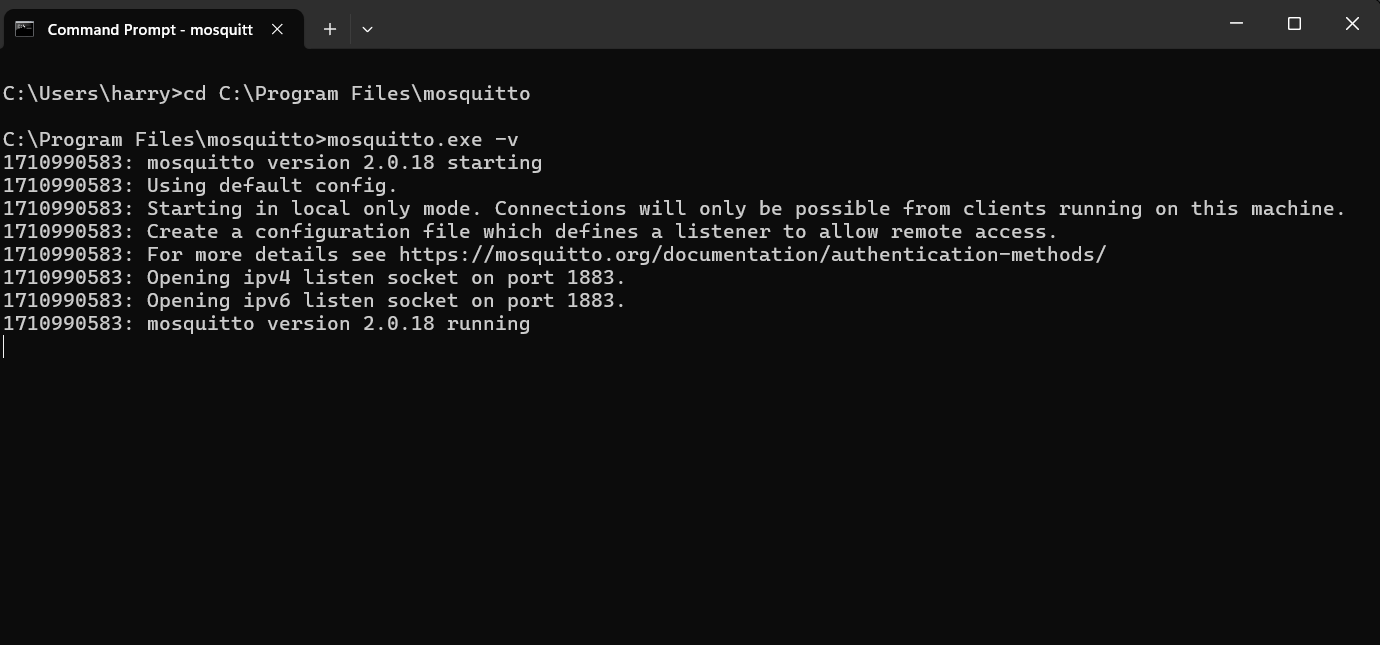 Command Prompt - mosquitt
C:\Users\harry>cd C:\Program Files\mosquitto
C:\Program Files\mosquitto>mosquitto.exe -v
1710990583: mosquitto version 2.0.18 starting
1710990583: Using default config.
1710990583: Starting in local only mode. Connections will only be possible from clients running on this machine.
1710990583: Create a configuration file which defines a listener to allow remote access.
1710990583: For more details see https://mosquitto.org/documentation/authentication-methods/
1710990583: Opening ipv4 listen socket on port 1883.
1710990583: Opening ipv6 listen socket on port 1883.
1710990583: mosquitto version 2.0.18 running